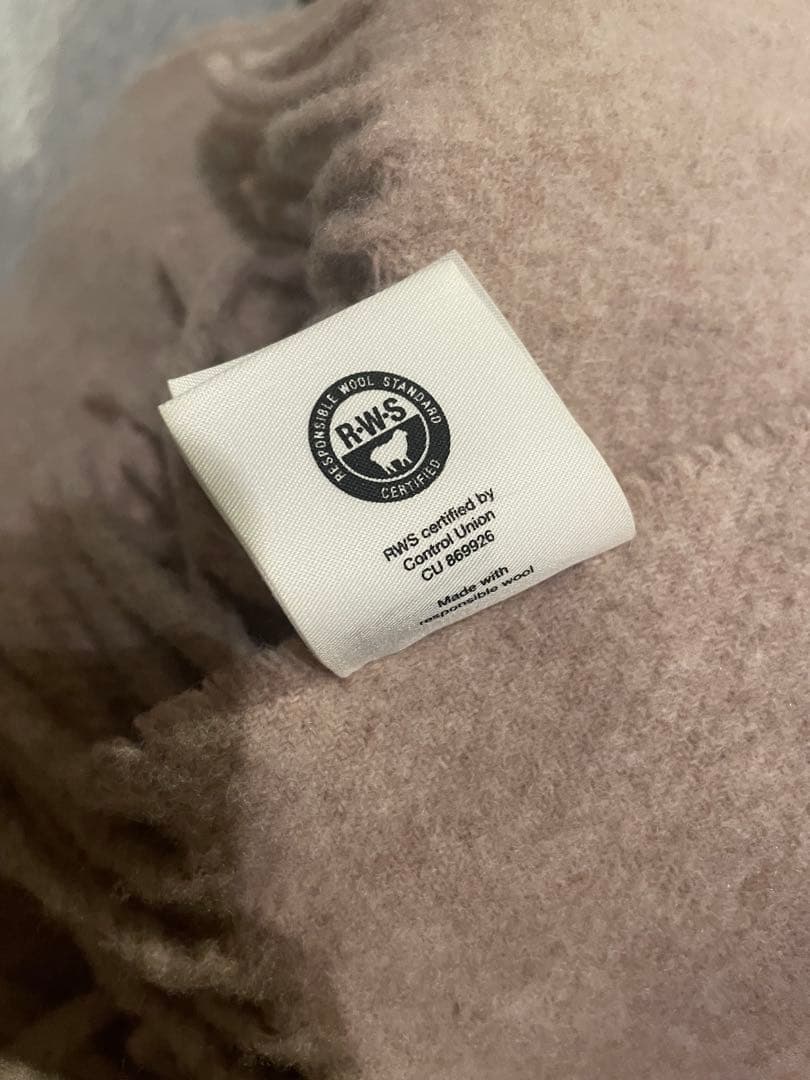 RESPONSIBLE WOOL STANDARD
R·W·S
CERTIFIED
RWS certified by
Control Union
CU 869926
Made with
responsible wool